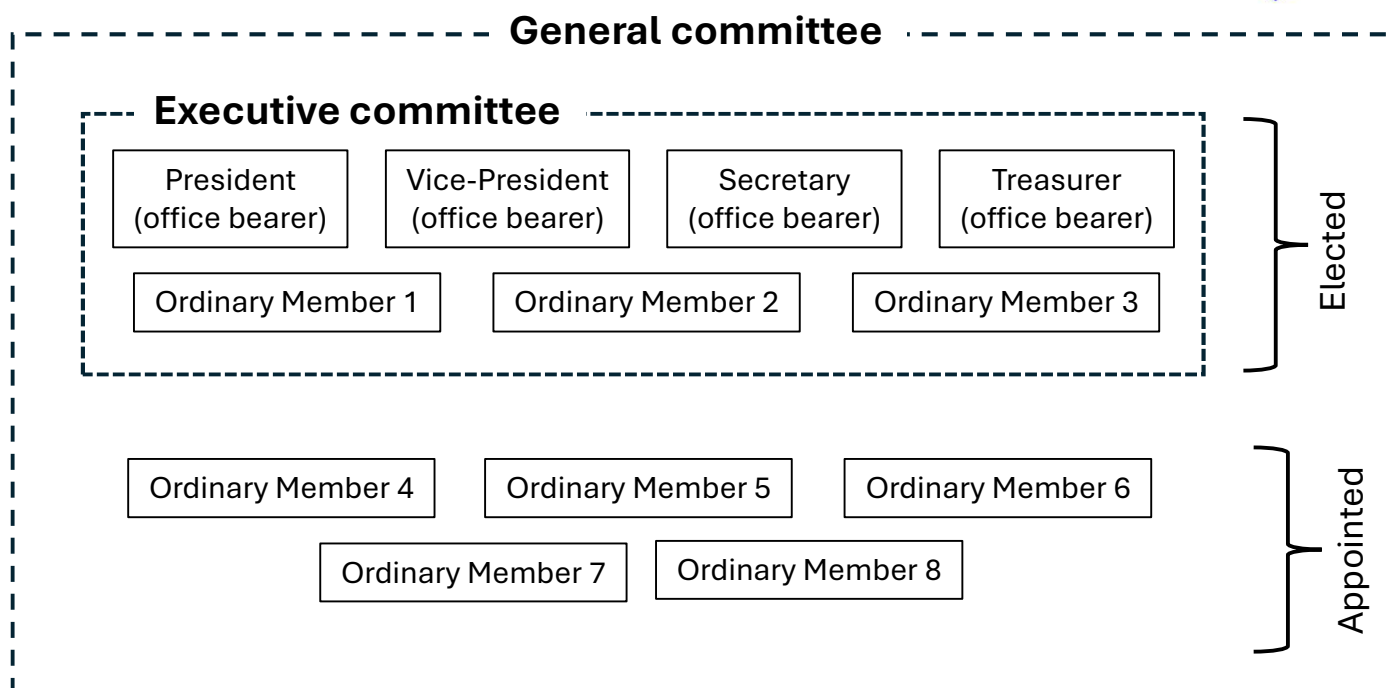 General committee
Executive committee
President
(office bearer)
Vice-President
(office bearer)
Secretary
(office bearer)
Treasurer
(office bearer)
Ordinary Member 1
Ordinary Member 2
Ordinary Member 3
Elected
Ordinary Member 4
Ordinary Member 5
Ordinary Member 6
Ordinary Member 7
Ordinary Member 8
Appointed